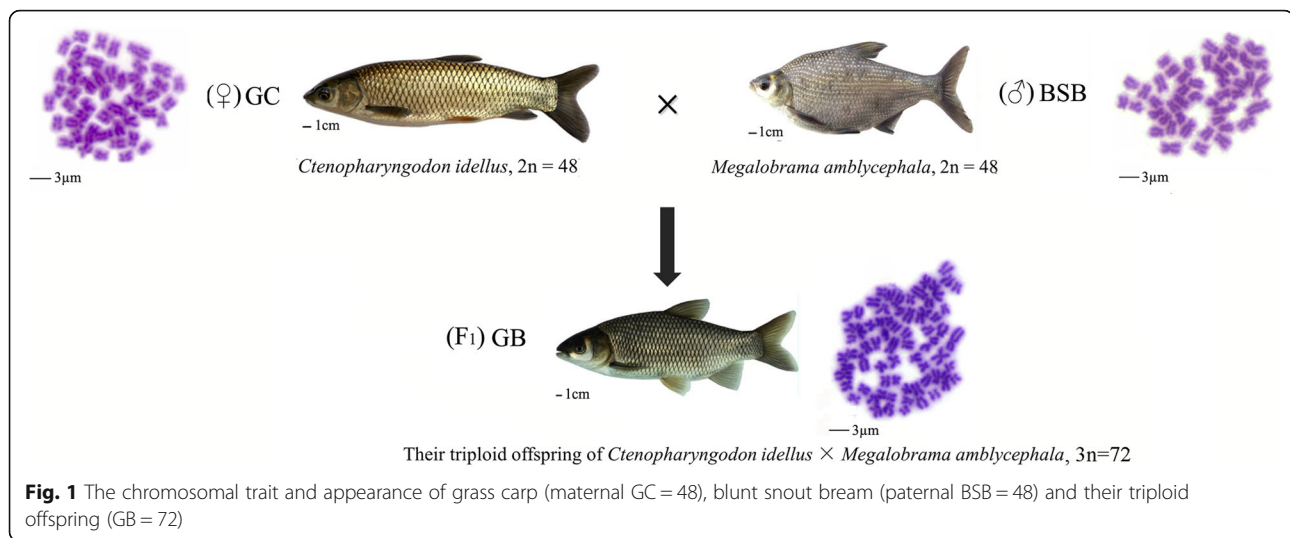 (♀) GC
– 1cm
3μm
Ctenopharyngodon idellus, 2n = 48
×
– 1cm
(♂) BSB
3μm
Megalobrama amblycephala, 2n = 48
(F1) GB
– 1cm
3μm
Their triploid offspring of Ctenopharyngodon idellus × Megalobrama amblycephala, 3n=72
Fig. 1 The chromosomal trait and appearance of grass carp (maternal GC = 48), blunt snout bream (paternal BSB = 48) and their triploid
offspring (GB = 72)